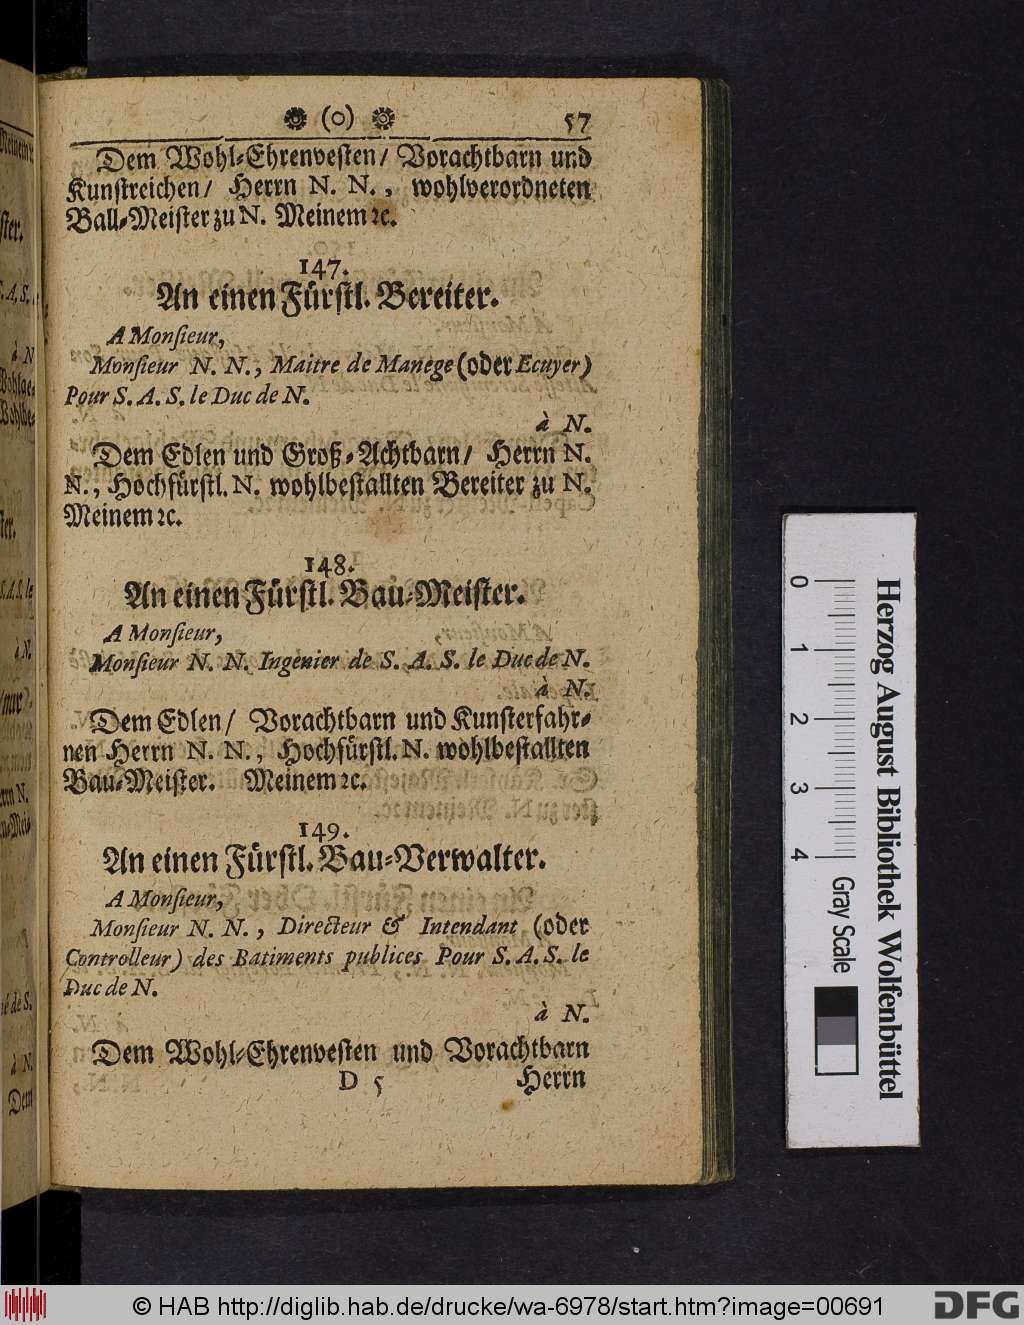 (o) 57
Dem Wohl-Ehrenvesten/ Vorachtbarn und
Kunstreichen/ Herrn N. N., wohlverordneten
Ball-Meister zu N. Meinem ꝛc.
147.
An einen Fürstl. Bereiter.
A Monſieur,
Monſieur N. N., Maitre de Manege (oder Ecuyer)
Pour S. A. S. le Duc de N.
à N.
Dem Edlen und Groß-Achtbarn/ Herrn N.
N., Hochfürstl. N. wohlbestallten Bereiter zu N.
Meinem ꝛc.
148.
An einen Fürstl. Bau-Meister.
A Monſieur,
Monſieur N. N. Ingenier de S. A. S. le Duc de N.
à N.
Dem Edlen/ Vorachtbarn und Kunsterfahr-
nen Herrn N. N., Hochfürstl. N. wohlbestallten
Bau-Meister. Meinem ꝛc.
149.
An einen Fürstl. Bau-Verwalter.
A Monſieur,
Monſieur N. N., Directeur & Intendant (oder
Controlleur) des Batiments publices Pour S. A. S. le
Duc de N.
à N.
Dem Wohl-Ehrenvesten und Vorachtbarn
D 5 Herrn
0 1 2 3 4
Gray Scale
Herzog August Bibliothek Wolfenbüttel
© HAB http://diglib.hab.de/drucke/wa-6978/start.htm?image=00691
DFG